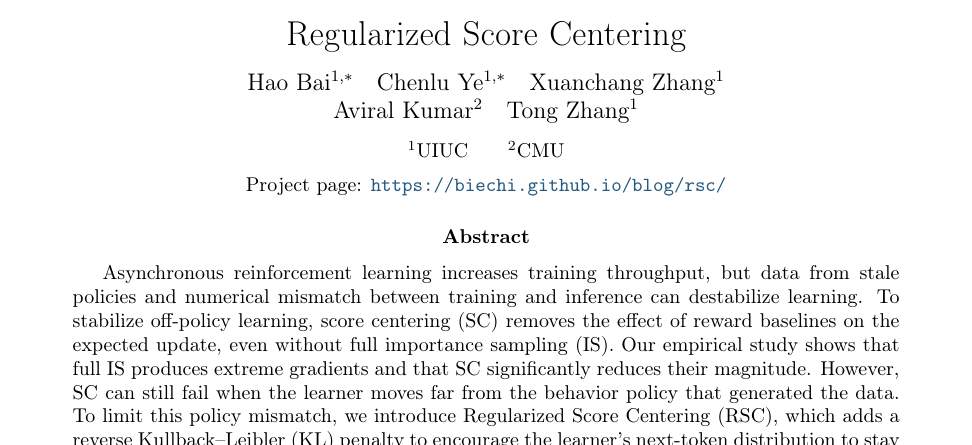 Regularized Score Centering
Hao Bai1,* Chenlu Ye1,* Xuanchang Zhang1
Aviral Kumar2 Tong Zhang1
1UIUC 2CMU
Project page: https://biechi.github.io/blog/rsc/
Abstract
Asynchronous reinforcement learning increases training throughput, but data from stale
policies and numerical mismatch between training and inference can destabilize learning. To
stabilize off-policy learning, score centering (SC) removes the effect of reward baselines on the
expected update, even without full importance sampling (IS). Our empirical study shows that
full IS produces extreme gradients and that SC significantly reduces their magnitude. However,
SC can still fail when the learner moves far from the behavior policy that generated the data.
To limit this policy mismatch, we introduce Regularized Score Centering (RSC), which adds a
reverse Kullback–Leibler (KL) penalty to encourage the learner's next-token distribution to stay